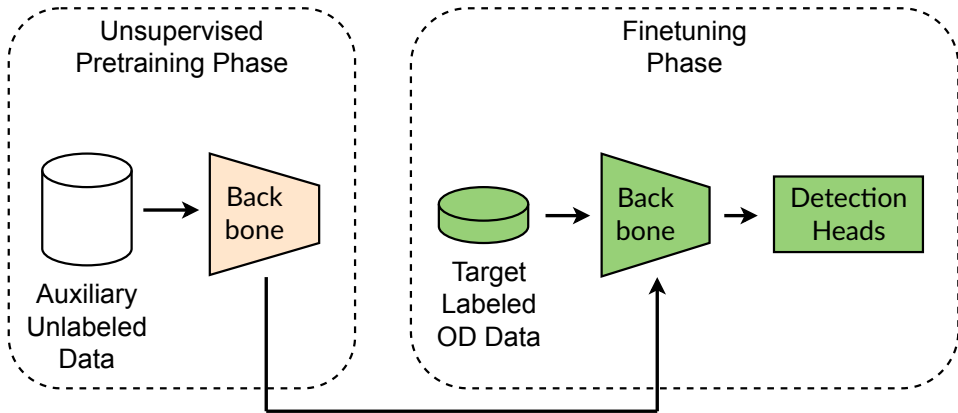 Unsupervised
Pretraining Phase
Back
bone
Auxiliary
Unlabeled
Data
Finetuning
Phase
Target
Labeled
OD Data
Back
bone
Detection
Heads